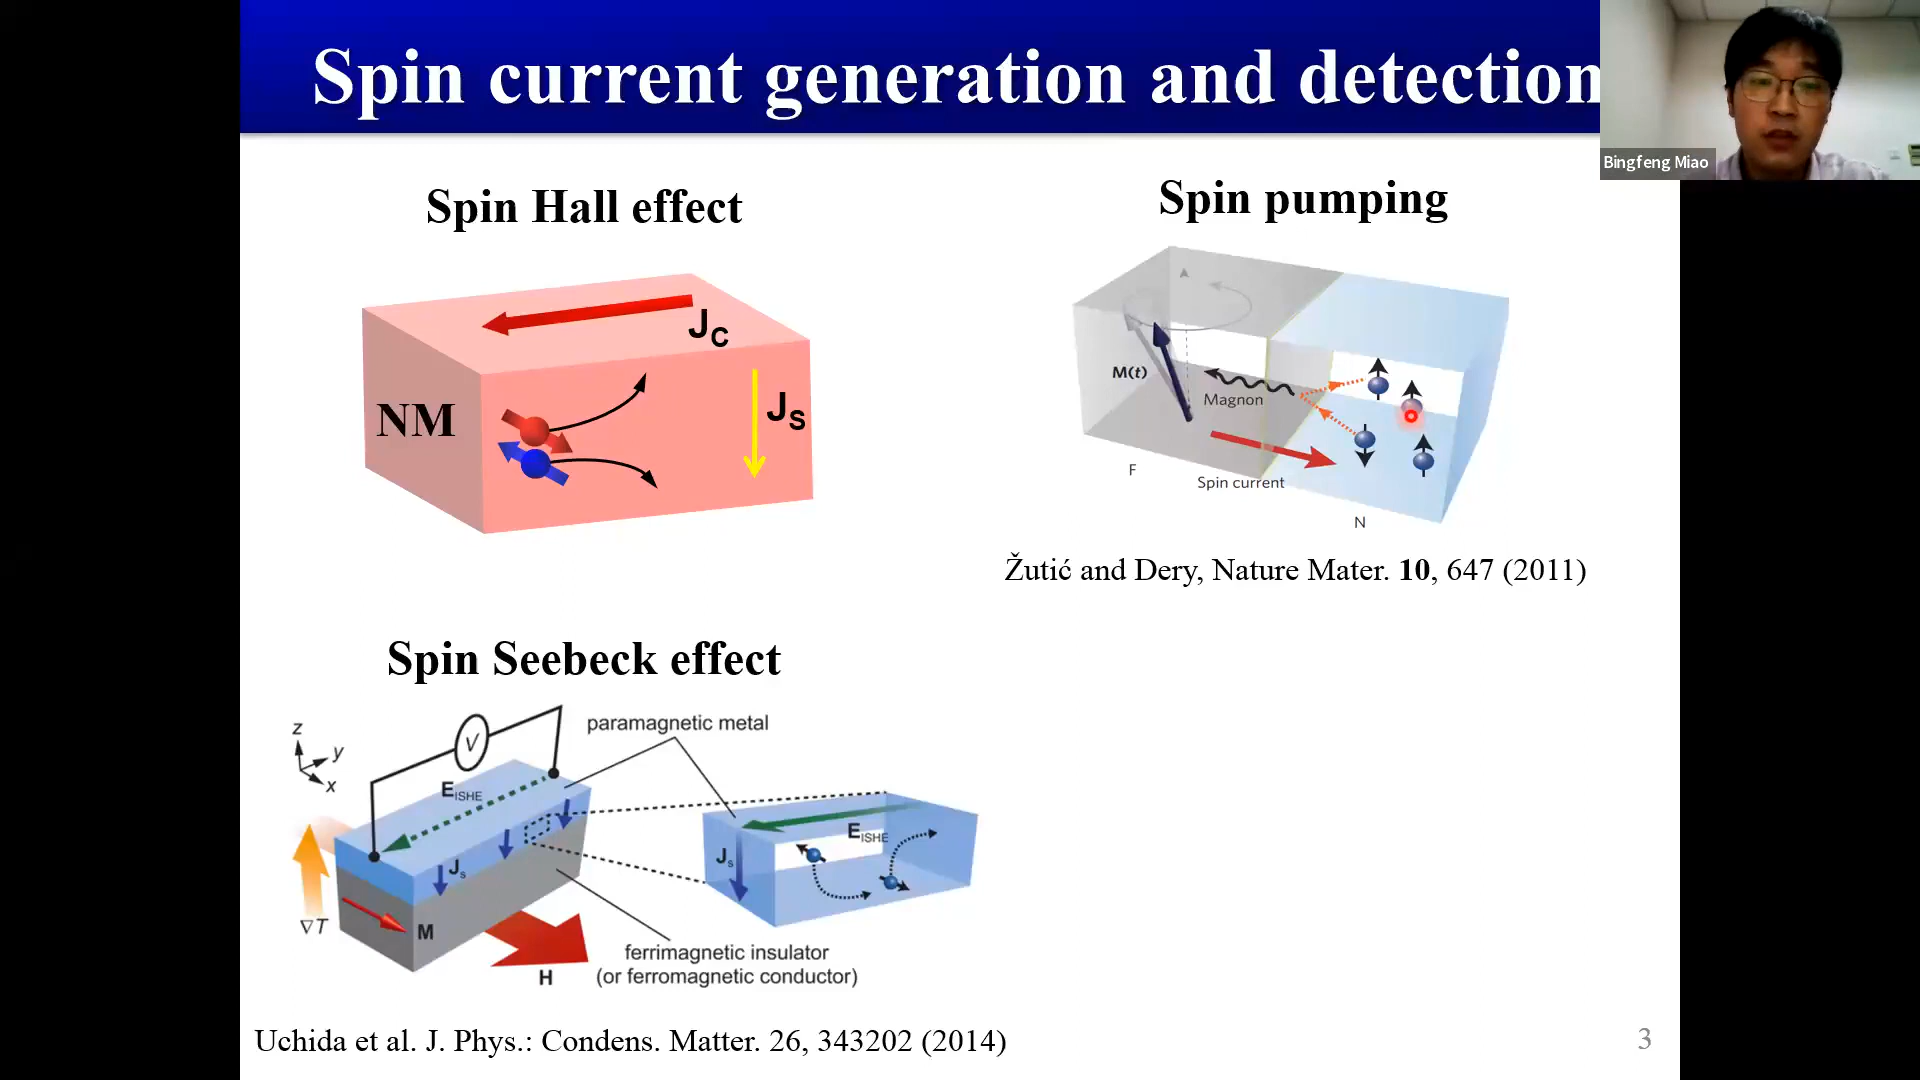 Spin current generation and detection
Bingfeng Miao
Spin Hall effect
J_C
NM
J_S
Spin pumping
M(t)
Magnon
F
Spin current
N
Žutić and Dery, Nature Mater. 10, 647 (2011)
Spin Seebeck effect
z
y
x
V
paramagnetic metal
E_ISHE
J_s
∇T
M
H
E_ISHE
J_s
ferrimagnetic insulator
(or ferromagnetic conductor)
Uchida et al. J. Phys.: Condens. Matter. 26, 343202 (2014)
3